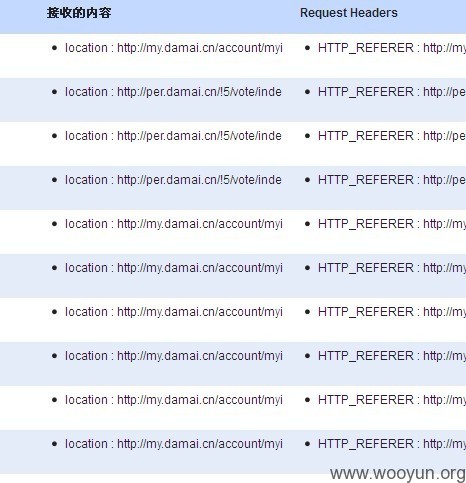 接收的内容 Request Headers
location : http://my.damai.cn/account/myi HTTP_REFERER : http://my
location : http://per.damai.cn/!5/vote/inde HTTP_REFERER : http://pe
location : http://per.damai.cn/!5/vote/inde HTTP_REFERER : http://pe
location : http://per.damai.cn/!5/vote/inde HTTP_REFERER : http://pe
location : http://my.damai.cn/account/myi HTTP_REFERER : http://my
location : http://my.damai.cn/account/myi HTTP_REFERER : http://my
location : http://my.damai.cn/account/myi HTTP_REFERER : http://my
location : http://my.damai.cn/account/myi HTTP_REFERER : http://my
location : http://my.damai.cn/account/myi HTTP_REFERER : http://my
location : http://my.damai.cn/account/myi HTTP_REFERER : http://my
www.wooyun.org